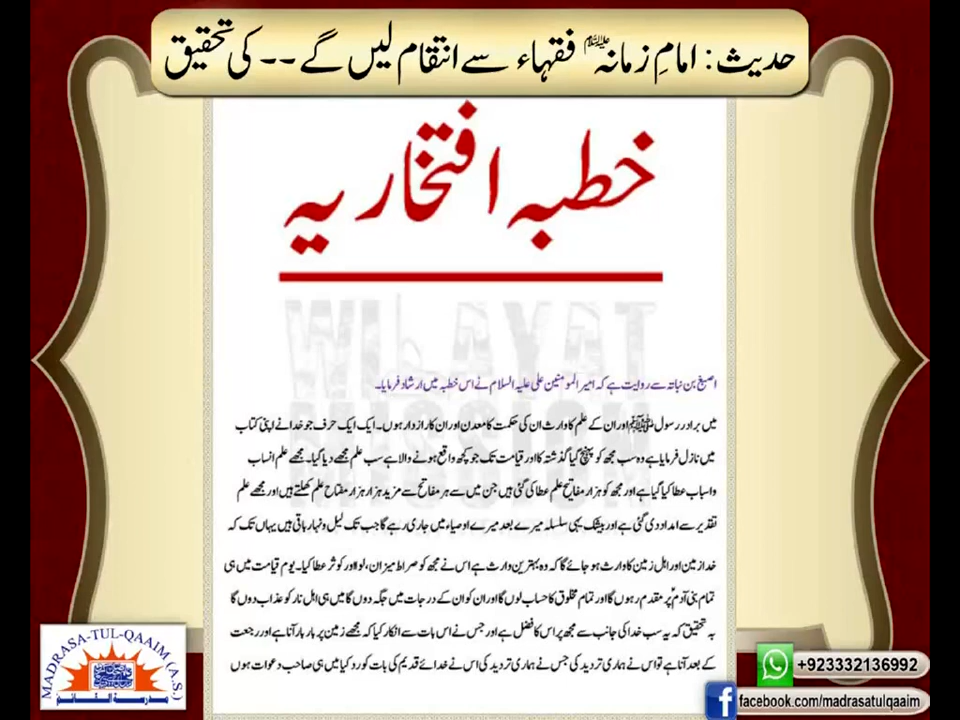 حدیث: امامِ زمانہؑ فقہاء سے انتقام لیں گے -- کی تحقیق
خطبہ افتخاریہ
WILAYAT
MISSION
اصبغ بن نباتہ سے روایت ہے کہ امیر المومنین علی علیہ السلام نے اس خطبہ میں ارشاد فرمایا۔
میں برادر رسول ﷺ اور ان کے علم کا وارث ان کی حکمت کا معدن اور ان کا رازدار ہوں۔ ایک ایک حرف جو خدا نے اپنی کتاب
میں نازل فرمایا ہے وہ سب مجھ کو پہنچ گیا گذشتہ کا اور قیامت تک جو کچھ واقع ہونے والا ہے سب علم مجھے دیا گیا۔ مجھے علم انساب
و اسباب عطا کیا گیا ہے اور مجھ کو ہزار مفاتیح علم عطا کی گئی ہیں جن میں سے ہر مفاتح سے مزید ہزار ہزار مفتاح علم کھلتے ہیں اور مجھے علم
تقدیر سے امداد دی گئی ہے اور بیشک یہی سلسلہ میرے بعد میرے اوصیاء میں جاری رہے گا جب تک لیل و نہار باقی ہیں یہاں تک کہ
خدا زمین اور اہل زمین کا وارث ہو جائے گا کہ وہ بہترین وارث ہے اس نے مجھ کو صراط میزان، لوا اور کوثر عطا کیا۔ یوم قیامت میں ہی
تمام بنی آدم پر مقدم رہوں گا اور تمام مخلوق کا حساب لوں گا اور ان کو ان کے درجات میں جگہ دوں گا میں ہی اہل نار کو عذاب دوں گا
بہ تحقیق کہ یہ سب خدا کی جانب سے مجھ پر اس کا فضل ہے اور جس نے اس بات سے انکار کیا کہ مجھے زمین پر بار بار آنا ہے اور رجعت
کے بعد آنا ہے تو اس نے ہماری تردید کی جس نے ہماری تردید کی اس نے خدائے قدیم کی بات کو رد کیا میں ہی صاحب دعوات ہوں
MADRASA-TUL-QAAIM (A.S.)
مدرسۃ القائم
+923332136992
facebook.com/madrasatulqaaim